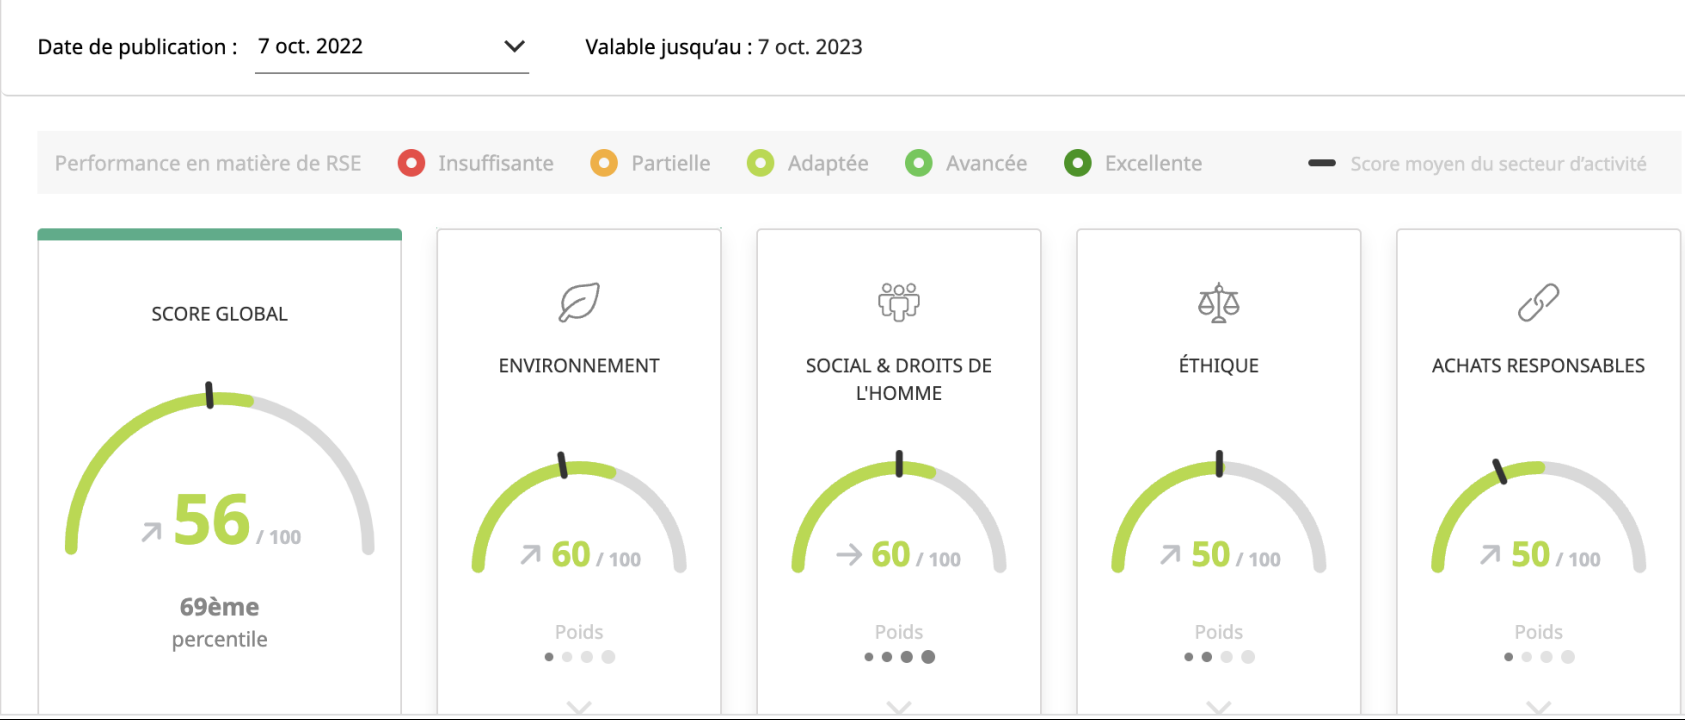 Date de publication : 7 oct. 2022 Valable jusqu'au : 7 oct. 2023
Performance en matière de RSE Insuffisante Partielle Adaptée Avancée Excellente Score moyen du secteur d'activité
SCORE GLOBAL
56 / 100
69ème
percentile
ENVIRONNEMENT
60 / 100
Poids
SOCIAL & DROITS DE
L'HOMME
60 / 100
Poids
ÉTHIQUE
50 / 100
Poids
ACHATS RESPONSABLES
50 / 100
Poids